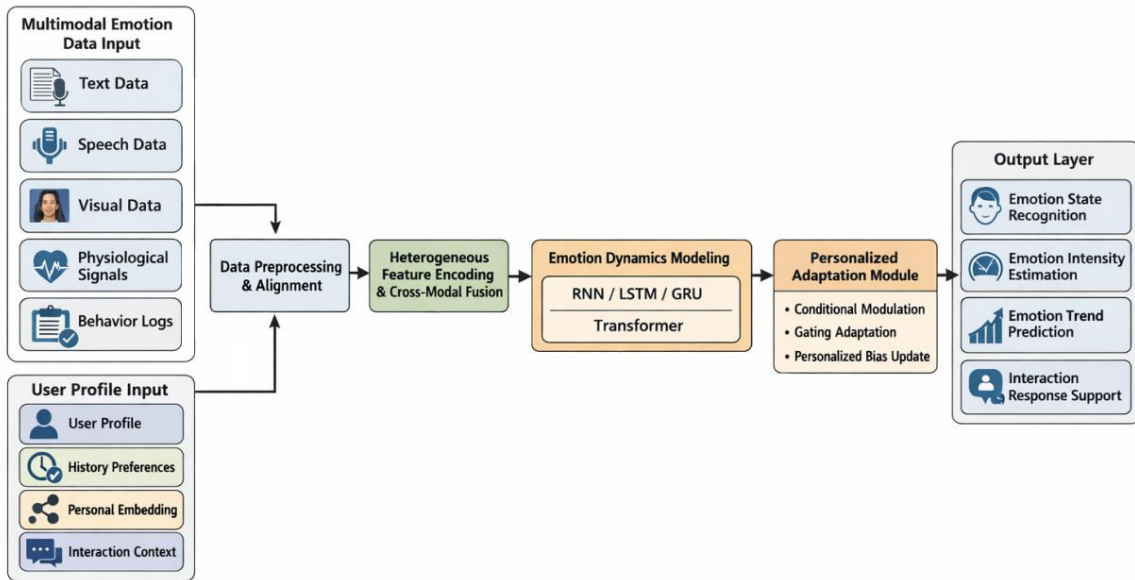 Multimodal Emotion
Data Input
Text Data
Speech Data
Visual Data
Physiological
Signals
Behavior Logs
User Profile Input
User Profile
History Preferences
Personal Embedding
Interaction Context
Data Preprocessing
& Alignment
Heterogeneous
Feature Encoding
& Cross-Modal Fusion
Emotion Dynamics Modeling
RNN / LSTM / GRU
Transformer
Personalized
Adaptation Module
• Conditional Modulation
• Gating Adaptation
• Personalized Bias Update
Output Layer
Emotion State
Recognition
Emotion Intensity
Estimation
Emotion Trend
Prediction
Interaction
Response Support